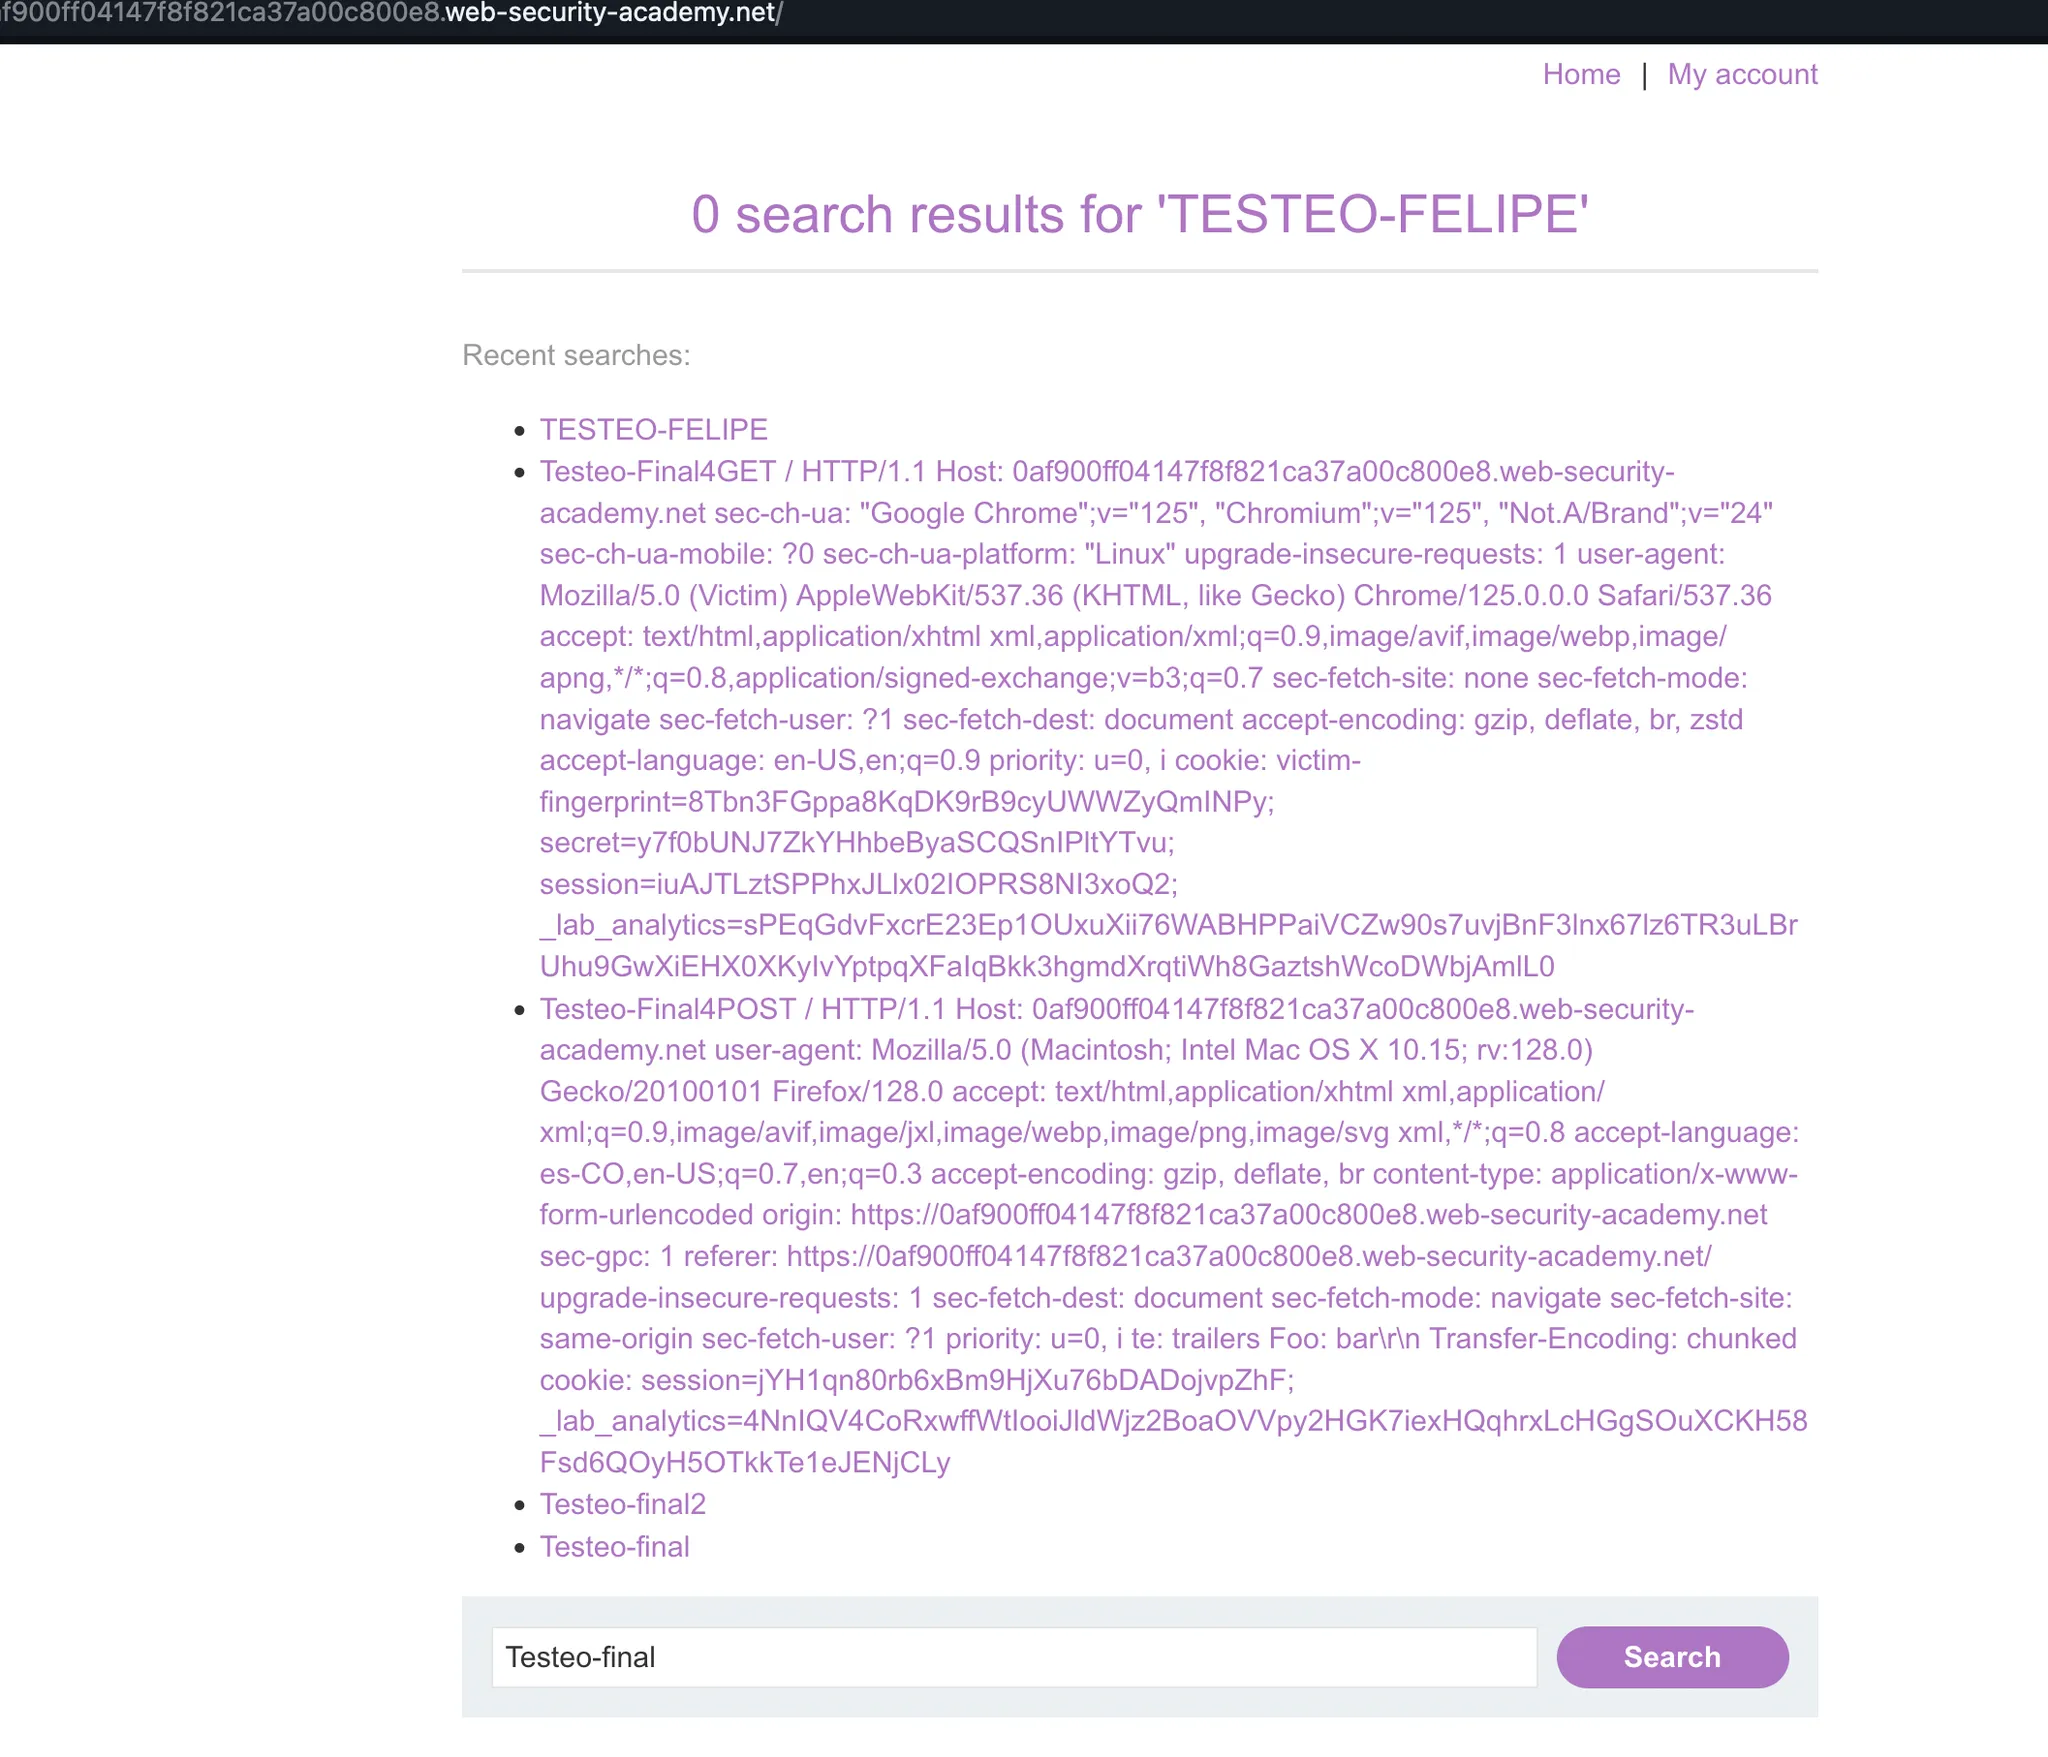 f900ff04147f8f821ca37a00c800e8.web-security-academy.net/
Home | My account
0 search results for 'TESTEO-FELIPE'
Recent searches:
TESTEO-FELIPE
Testeo-Final4GET / HTTP/1.1 Host: 0af900ff04147f8f821ca37a00c800e8.web-security-
academy.net sec-ch-ua: "Google Chrome";v="125", "Chromium";v="125", "Not.A/Brand";v="24"
sec-ch-ua-mobile: ?0 sec-ch-ua-platform: "Linux" upgrade-insecure-requests: 1 user-agent:
Mozilla/5.0 (Victim) AppleWebKit/537.36 (KHTML, like Gecko) Chrome/125.0.0.0 Safari/537.36
accept: text/html,application/xhtml xml,application/xml;q=0.9,image/avif,image/webp,image/
apng,*/*;q=0.8,application/signed-exchange;v=b3;q=0.7 sec-fetch-site: none sec-fetch-mode:
navigate sec-fetch-user: ?1 sec-fetch-dest: document accept-encoding: gzip, deflate, br, zstd
accept-language: en-US,en;q=0.9 priority: u=0, i cookie: victim-
fingerprint=8Tbn3FGppa8KqDK9rB9cyUWWZyQmINPy;
secret=y7f0bUNJ7ZkYHhbeByaSCQSnIPltYTvu;
session=iuAJTLztSPPhxJLlx02IOPRS8NI3xoQ2;
_lab_analytics=sPEqGdvFxcrE23Ep1OUxuXii76WABHPPaiVCZw90s7uvjBnF3lnx67lz6TR3uLBr
Uhu9GwXiEHX0XKyIvYptpqXFaIqBkk3hgmdXrqtiWh8GaztshWcoDWbjAmlL0
Testeo-Final4POST / HTTP/1.1 Host: 0af900ff04147f8f821ca37a00c800e8.web-security-
academy.net user-agent: Mozilla/5.0 (Macintosh; Intel Mac OS X 10.15; rv:128.0)
Gecko/20100101 Firefox/128.0 accept: text/html,application/xhtml xml,application/
xml;q=0.9,image/avif,image/jxl,image/webp,image/png,image/svg xml,*/*;q=0.8 accept-language:
es-CO,en-US;q=0.7,en;q=0.3 accept-encoding: gzip, deflate, br content-type: application/x-www-
form-urlencoded origin: https://0af900ff04147f8f821ca37a00c800e8.web-security-academy.net
sec-gpc: 1 referer: https://0af900ff04147f8f821ca37a00c800e8.web-security-academy.net/
upgrade-insecure-requests: 1 sec-fetch-dest: document sec-fetch-mode: navigate sec-fetch-site:
same-origin sec-fetch-user: ?1 priority: u=0, i te: trailers Foo: bar\r\n Transfer-Encoding: chunked
cookie: session=jYH1qn80rb6xBm9HjXu76bDADojvpZhF;
_lab_analytics=4NnIQV4CoRxwffWtIooiJldWjz2BoaOVVpy2HGK7iexHQqhrxLcHGgSOuXCKH58
Fsd6QOyH5OTkkTe1eJENjCLy
Testeo-final2
Testeo-final
Testeo-final
Search